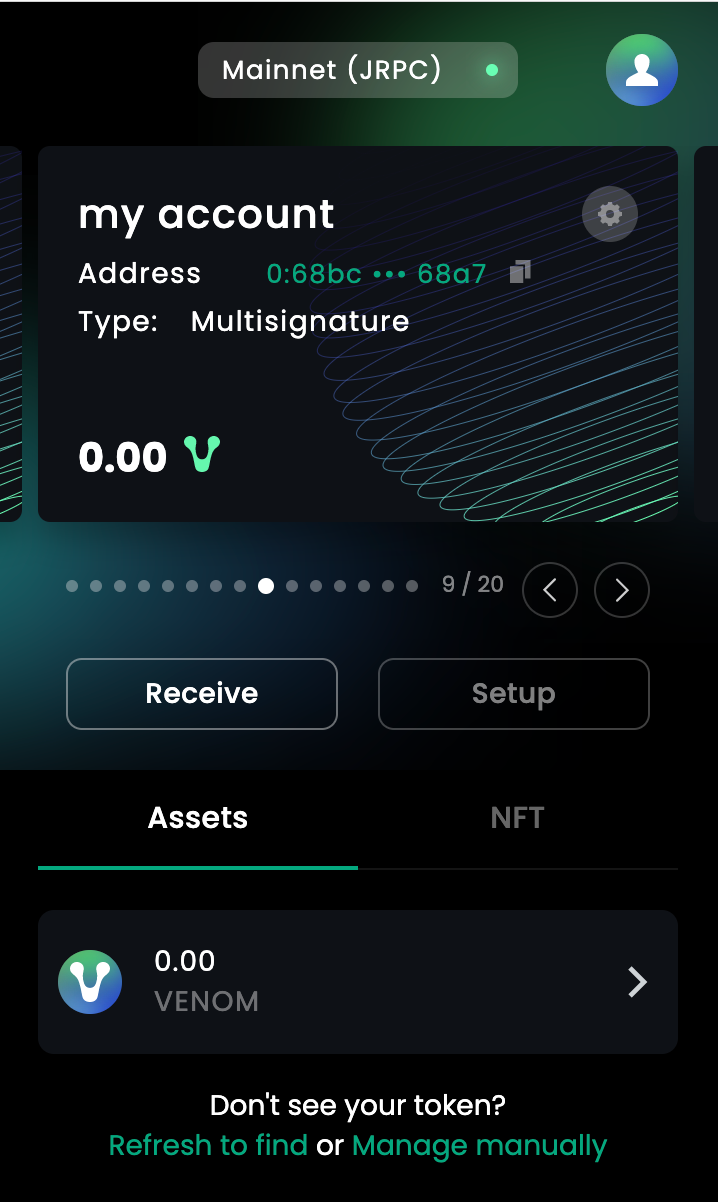 Mainnet (JRPC)
my account
Address 0:68bc ••• 68a7
Type: Multisignature
0.00
9 / 20
Receive Setup
Assets NFT
0.00
VENOM
Don't see your token?
Refresh to find or Manage manually